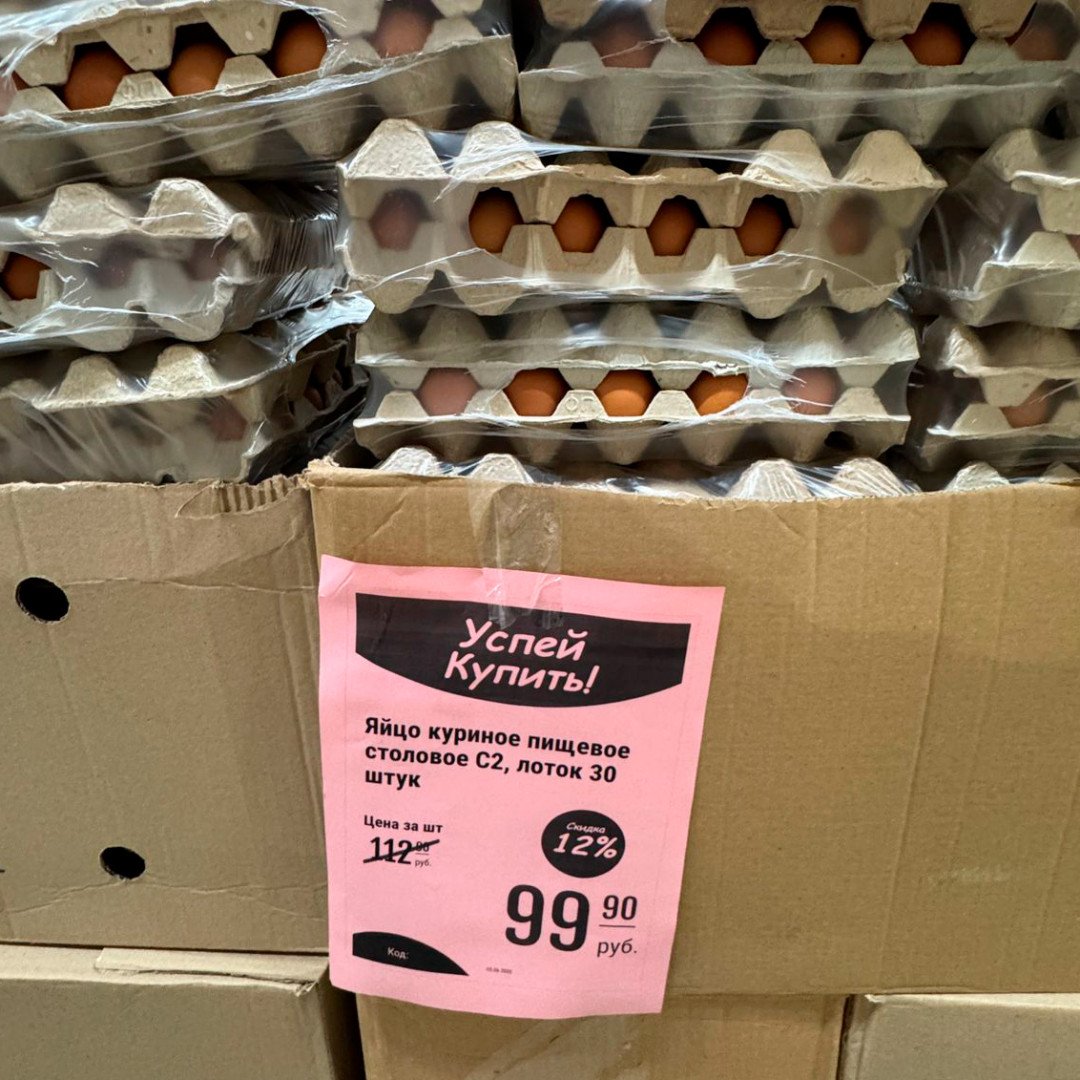 Успей
Купить!
Яйцо куриное пищевое
столовое С2, лоток 30
штук
Цена за шт
112
руб.
Скидка
12%
99 90
руб.
Код: